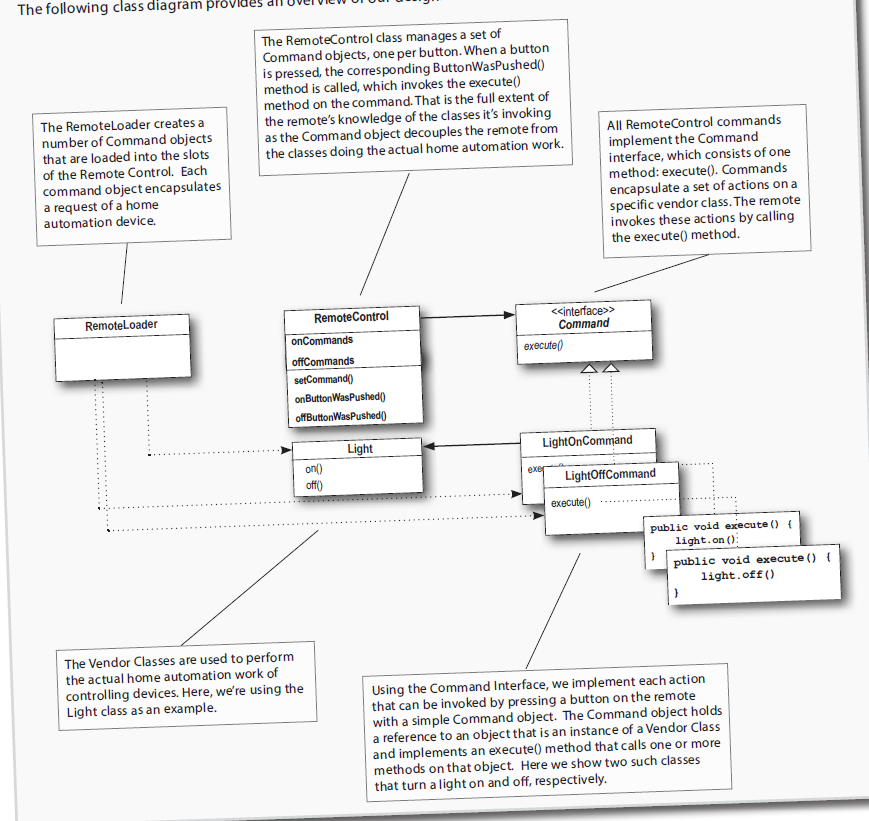 The following class diagram provides an overview of our design
The RemoteControl class manages a set of
Command objects, one per button. When a button
is pressed, the corresponding ButtonWasPushed()
method is called, which invokes the execute()
method on the command. That is the full extent of
the remote's knowledge of the classes it's invoking
as the Command object decouples the remote from
the classes doing the actual home automation work.
The RemoteLoader creates a
number of Command objects
that are loaded into the slots
of the Remote Control. Each
command object encapsulates
a request of a home
automation device.
All RemoteControl commands
implement the Command
interface, which consists of one
method: execute(). Commands
encapsulate a set of actions on a
specific vendor class. The remote
invokes these actions by calling
the execute() method.
RemoteLoader
RemoteControl
onCommands
offCommands
setCommand()
onButtonWasPushed()
offButtonWasPushed()
<<interface>>
Command
execute()
Light
on()
off()
LightOnCommand
LightOffCommand
execute()
public void execute() {
light.on()
}
public void execute() {
light.off()
}
The Vendor Classes are used to perform
the actual home automation work of
controlling devices. Here, we're using the
Light class as an example.
Using the Command Interface, we implement each action
that can be invoked by pressing a button on the remote
with a simple Command object. The Command object holds
a reference to an object that is an instance of a Vendor Class
and implements an execute() method that calls one or more
methods on that object. Here we show two such classes
that turn a light on and off, respectively.